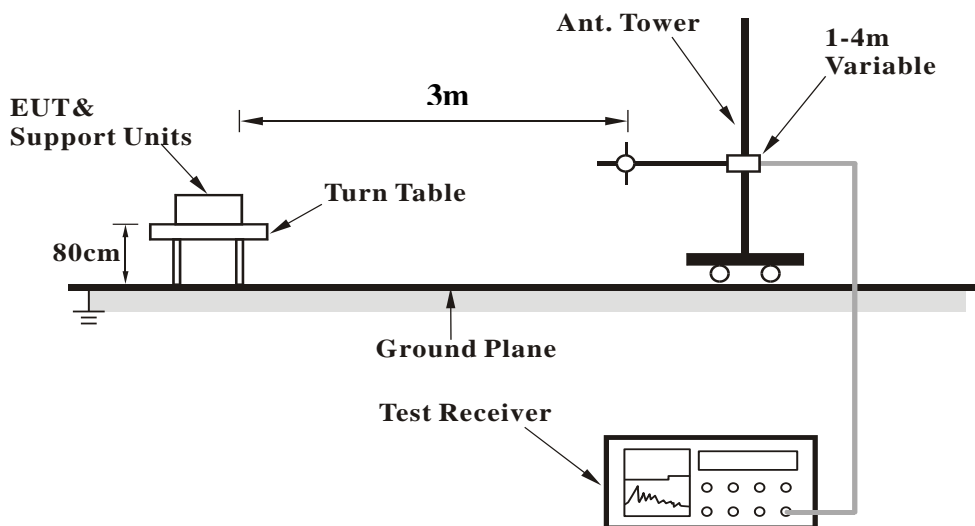 Ant. Tower
1-4m
Variable
3m
EUT&
Support Units
Turn Table
80cm
Ground Plane
Test Receiver